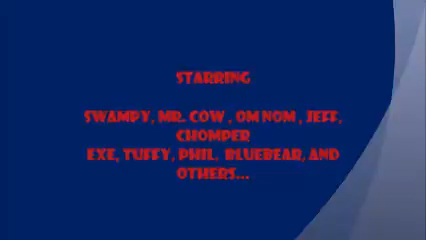 STARRING
SWAMPY, MR. COW , OM NOM , JEFF,
CHOMPER
EXE, TUFFY, PHIL.  BLUEBEAR, AND
OTHERS...